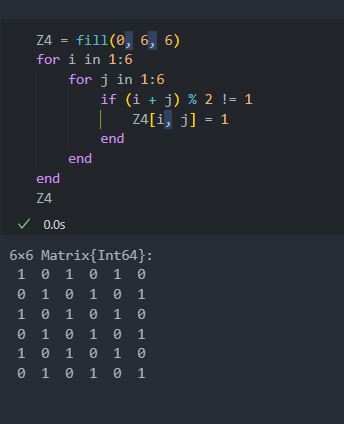 Z4 = fill(0, 6, 6)
for i in 1:6
    for j in 1:6
        if (i + j) % 2 != 1
            Z4[i, j] = 1
        end
    end
end
Z4
✓ 0.0s
6×6 Matrix{Int64}:
 1  0  1  0  1  0
 0  1  0  1  0  1
 1  0  1  0  1  0
 0  1  0  1  0  1
 1  0  1  0  1  0
 0  1  0  1  0  1